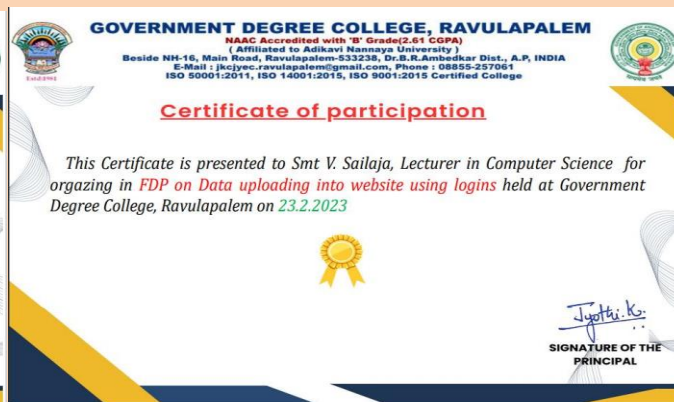 GOVERNMENT DEGREE COLLEGE, RAVULAPALEM
NAAC Accredited with 'B' Grade(2.61 CGPA)
( Affiliated to Adikavi Nannaya University )
Beside NH-16, Main Road, Ravulapalem-533238, Dr.B.R.Ambedkar Dist., A.P, INDIA
E-Mail : jkcjyec.ravulapalem@gmail.com, Phone : 08855-257061
ISO 50001:2011, ISO 14001:2015, ISO 9001:2015 Certified College
Certificate of participation
This Certificate is presented to Smt V. Sailaja, Lecturer in Computer Science for
orgazing in FDP on Data uploading into website using logins held at Government
Degree College, Ravulapalem on 23.2.2023
Jyothi.K.
SIGNATURE OF THE
PRINCIPAL